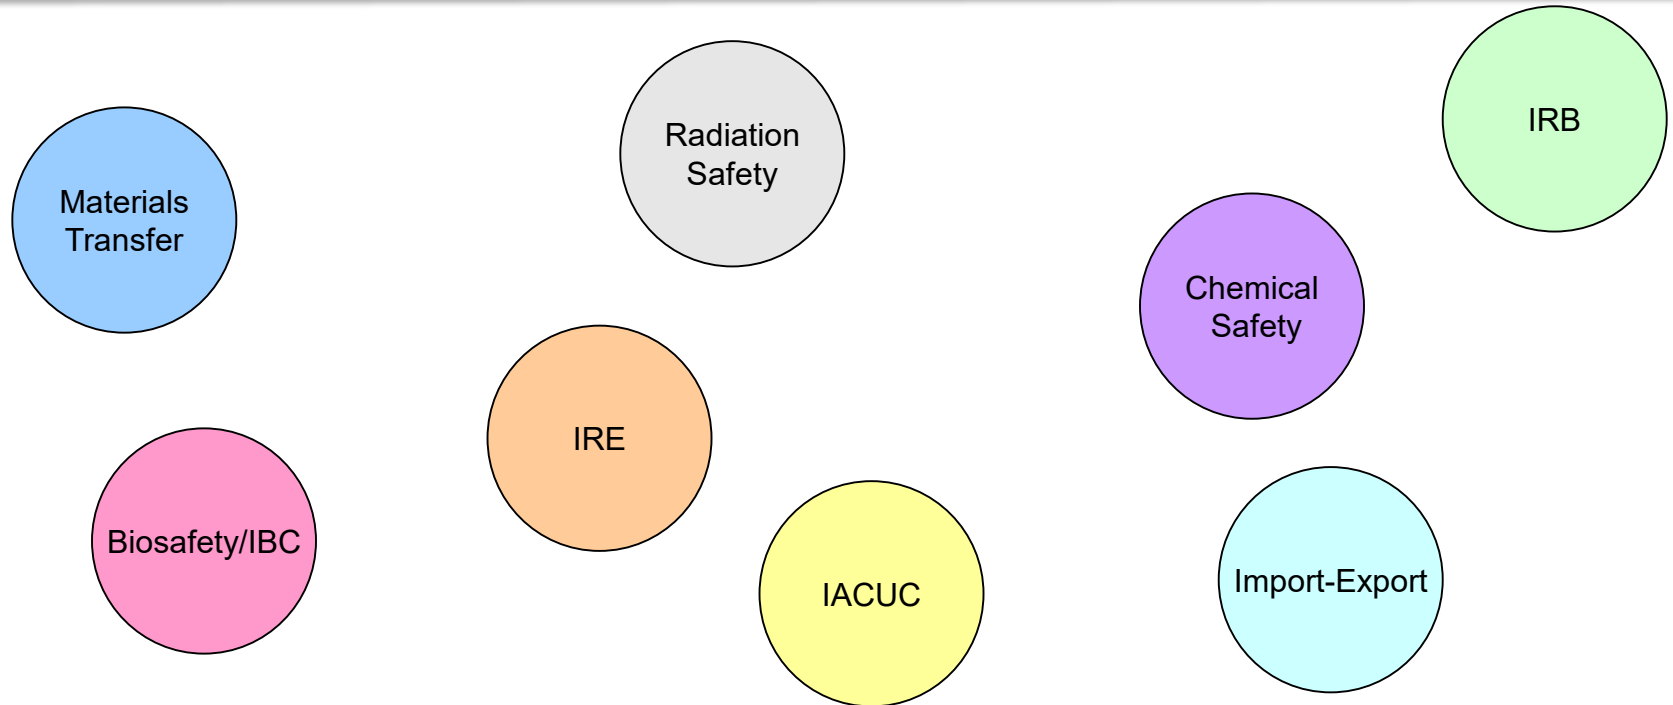 Materials
Transfer
Radiation
Safety
IRB
Chemical
Safety
IRE
Biosafety/IBC
IACUC
Import-Export